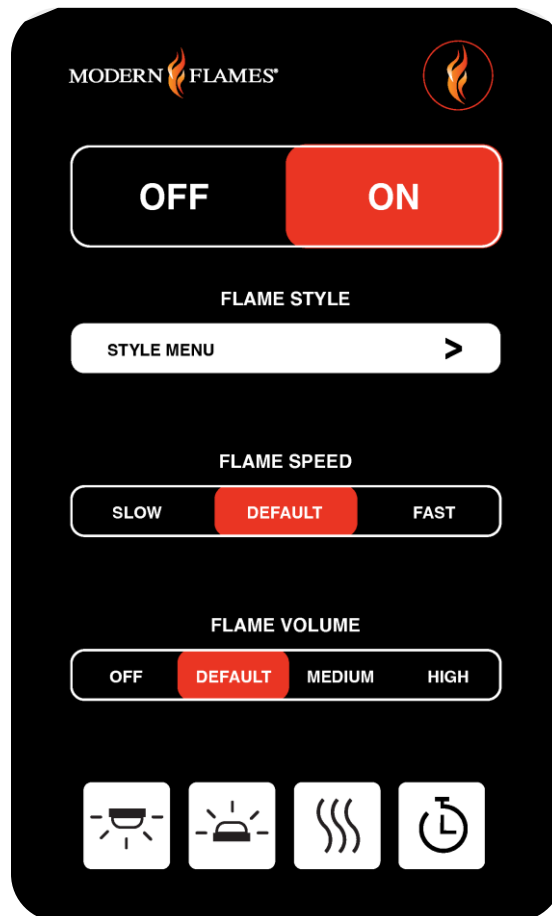 MODERN FLAMES®
OFF ON
FLAME STYLE
STYLE MENU >
FLAME SPEED
SLOW DEFAULT FAST
FLAME VOLUME
OFF DEFAULT MEDIUM HIGH